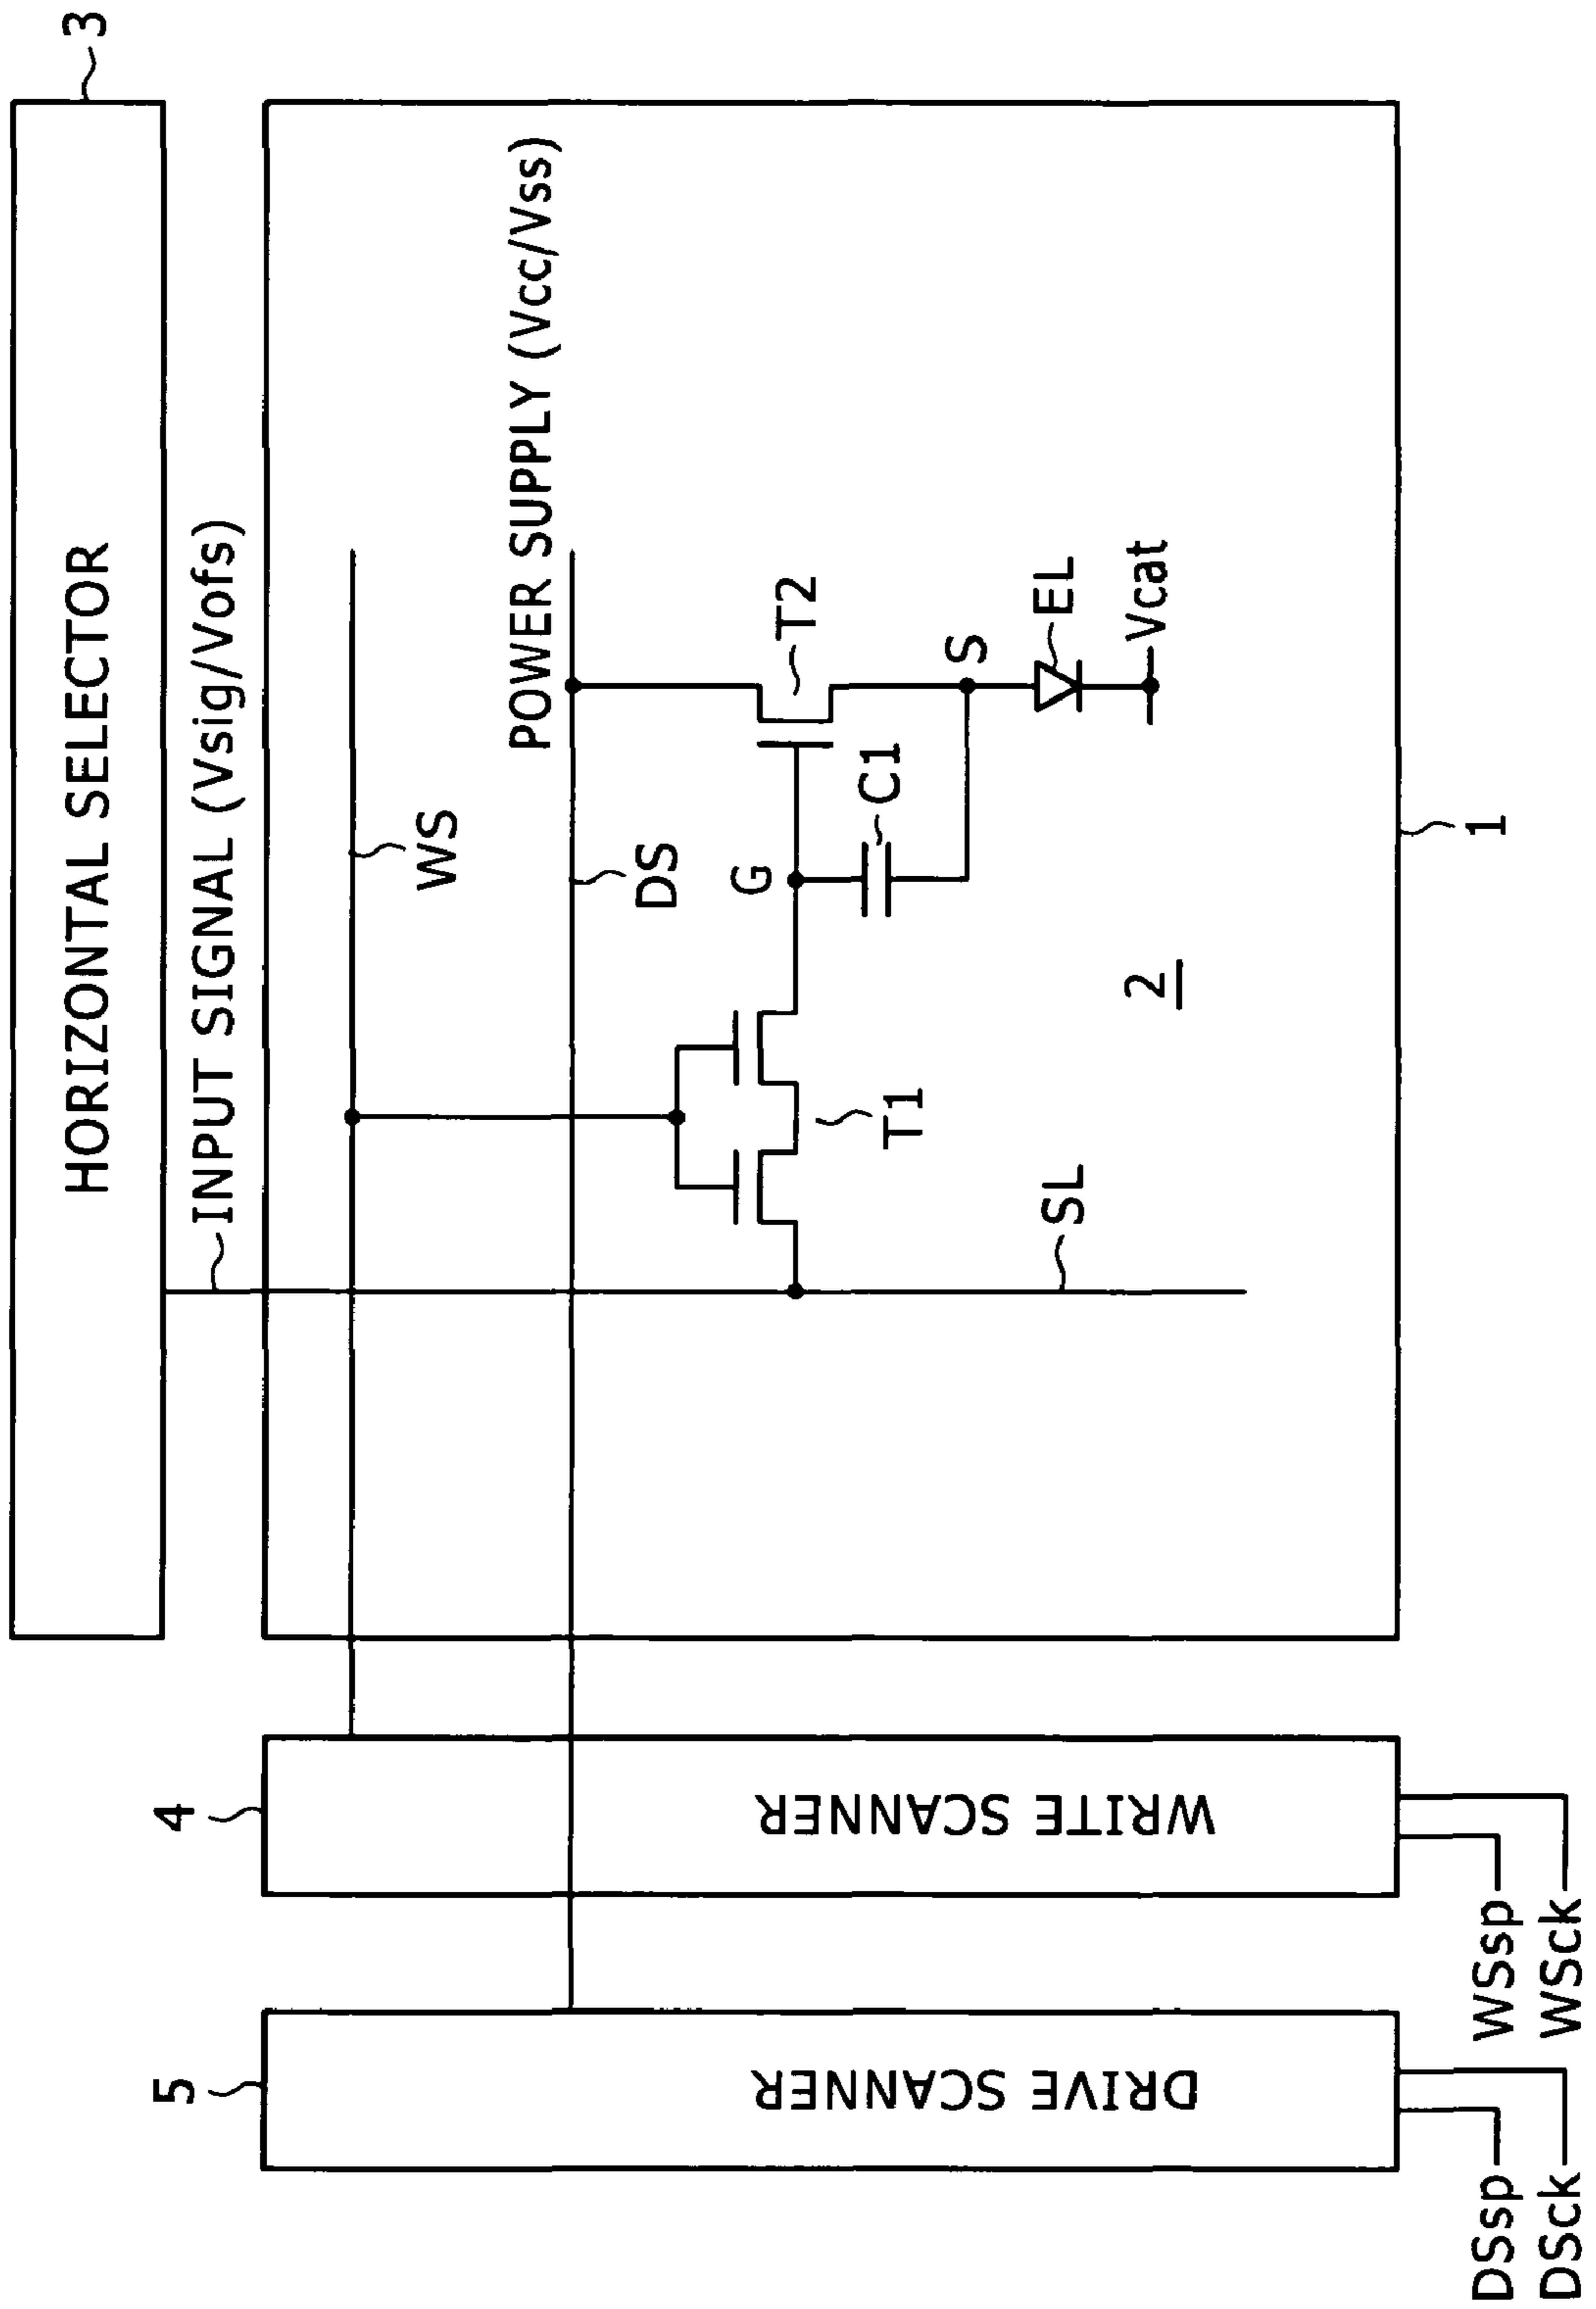 HORIZONTAL SELECTOR
3
INPUT SIGNAL (Vsig/Vofs)
WS
POWER SUPPLY (Vcc/Vss)
DS
G
T2
C1
S
EL
T1
Vcat
SL
2
1
4
WRITE SCANNER
5
DRIVE SCANNER
WSsp
WSck
DSsp
DSck